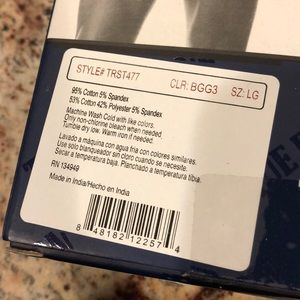 STYLE# TRST477 CLR: BGG3 SZ: LG
95% Cotton 5% Spandex
53% Cotton 42% Polyester 5% Spandex
Machine Wash Cold with like colors.
Only non-chlorine bleach when needed.
Tumble dry low. Warm iron if needed.
Lavado a máquina con agua fria con colores similares.
Use solo blanqueador sin cloro cuando se necesite.
Secar a temperatura baja. Planchado a temperatura tibia.
RN 134949
Made in India/Hecho en India
8 48182 12257 4